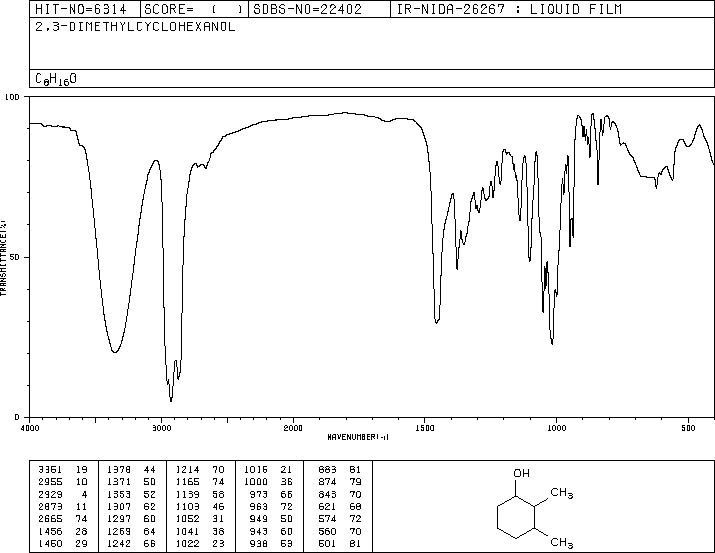 HIT-NO=6314 SCORE= ( ) SDBS-NO=22402 IR-NIDA-26267 : LIQUID FILM
2,3-DIMETHYLCYCLOHEXANOL
C8H16O
100
50
0
TRANSMITTANCE(%)
4000 3000 2000 1500 1000 500
WAVENUMBER(-1)
3351 19 1378 44 1214 70 1016 21 883 81
2955 10 1371 50 1165 74 1000 36 874 79
2929 4 1353 52 1139 58 973 66 843 70
2873 11 1307 62 1103 46 963 72 621 68
2665 74 1297 60 1052 31 949 50 574 72
1456 28 1269 64 1041 38 943 60 560 70
1450 29 1242 66 1022 23 938 53 501 81
OH
CH3
CH3